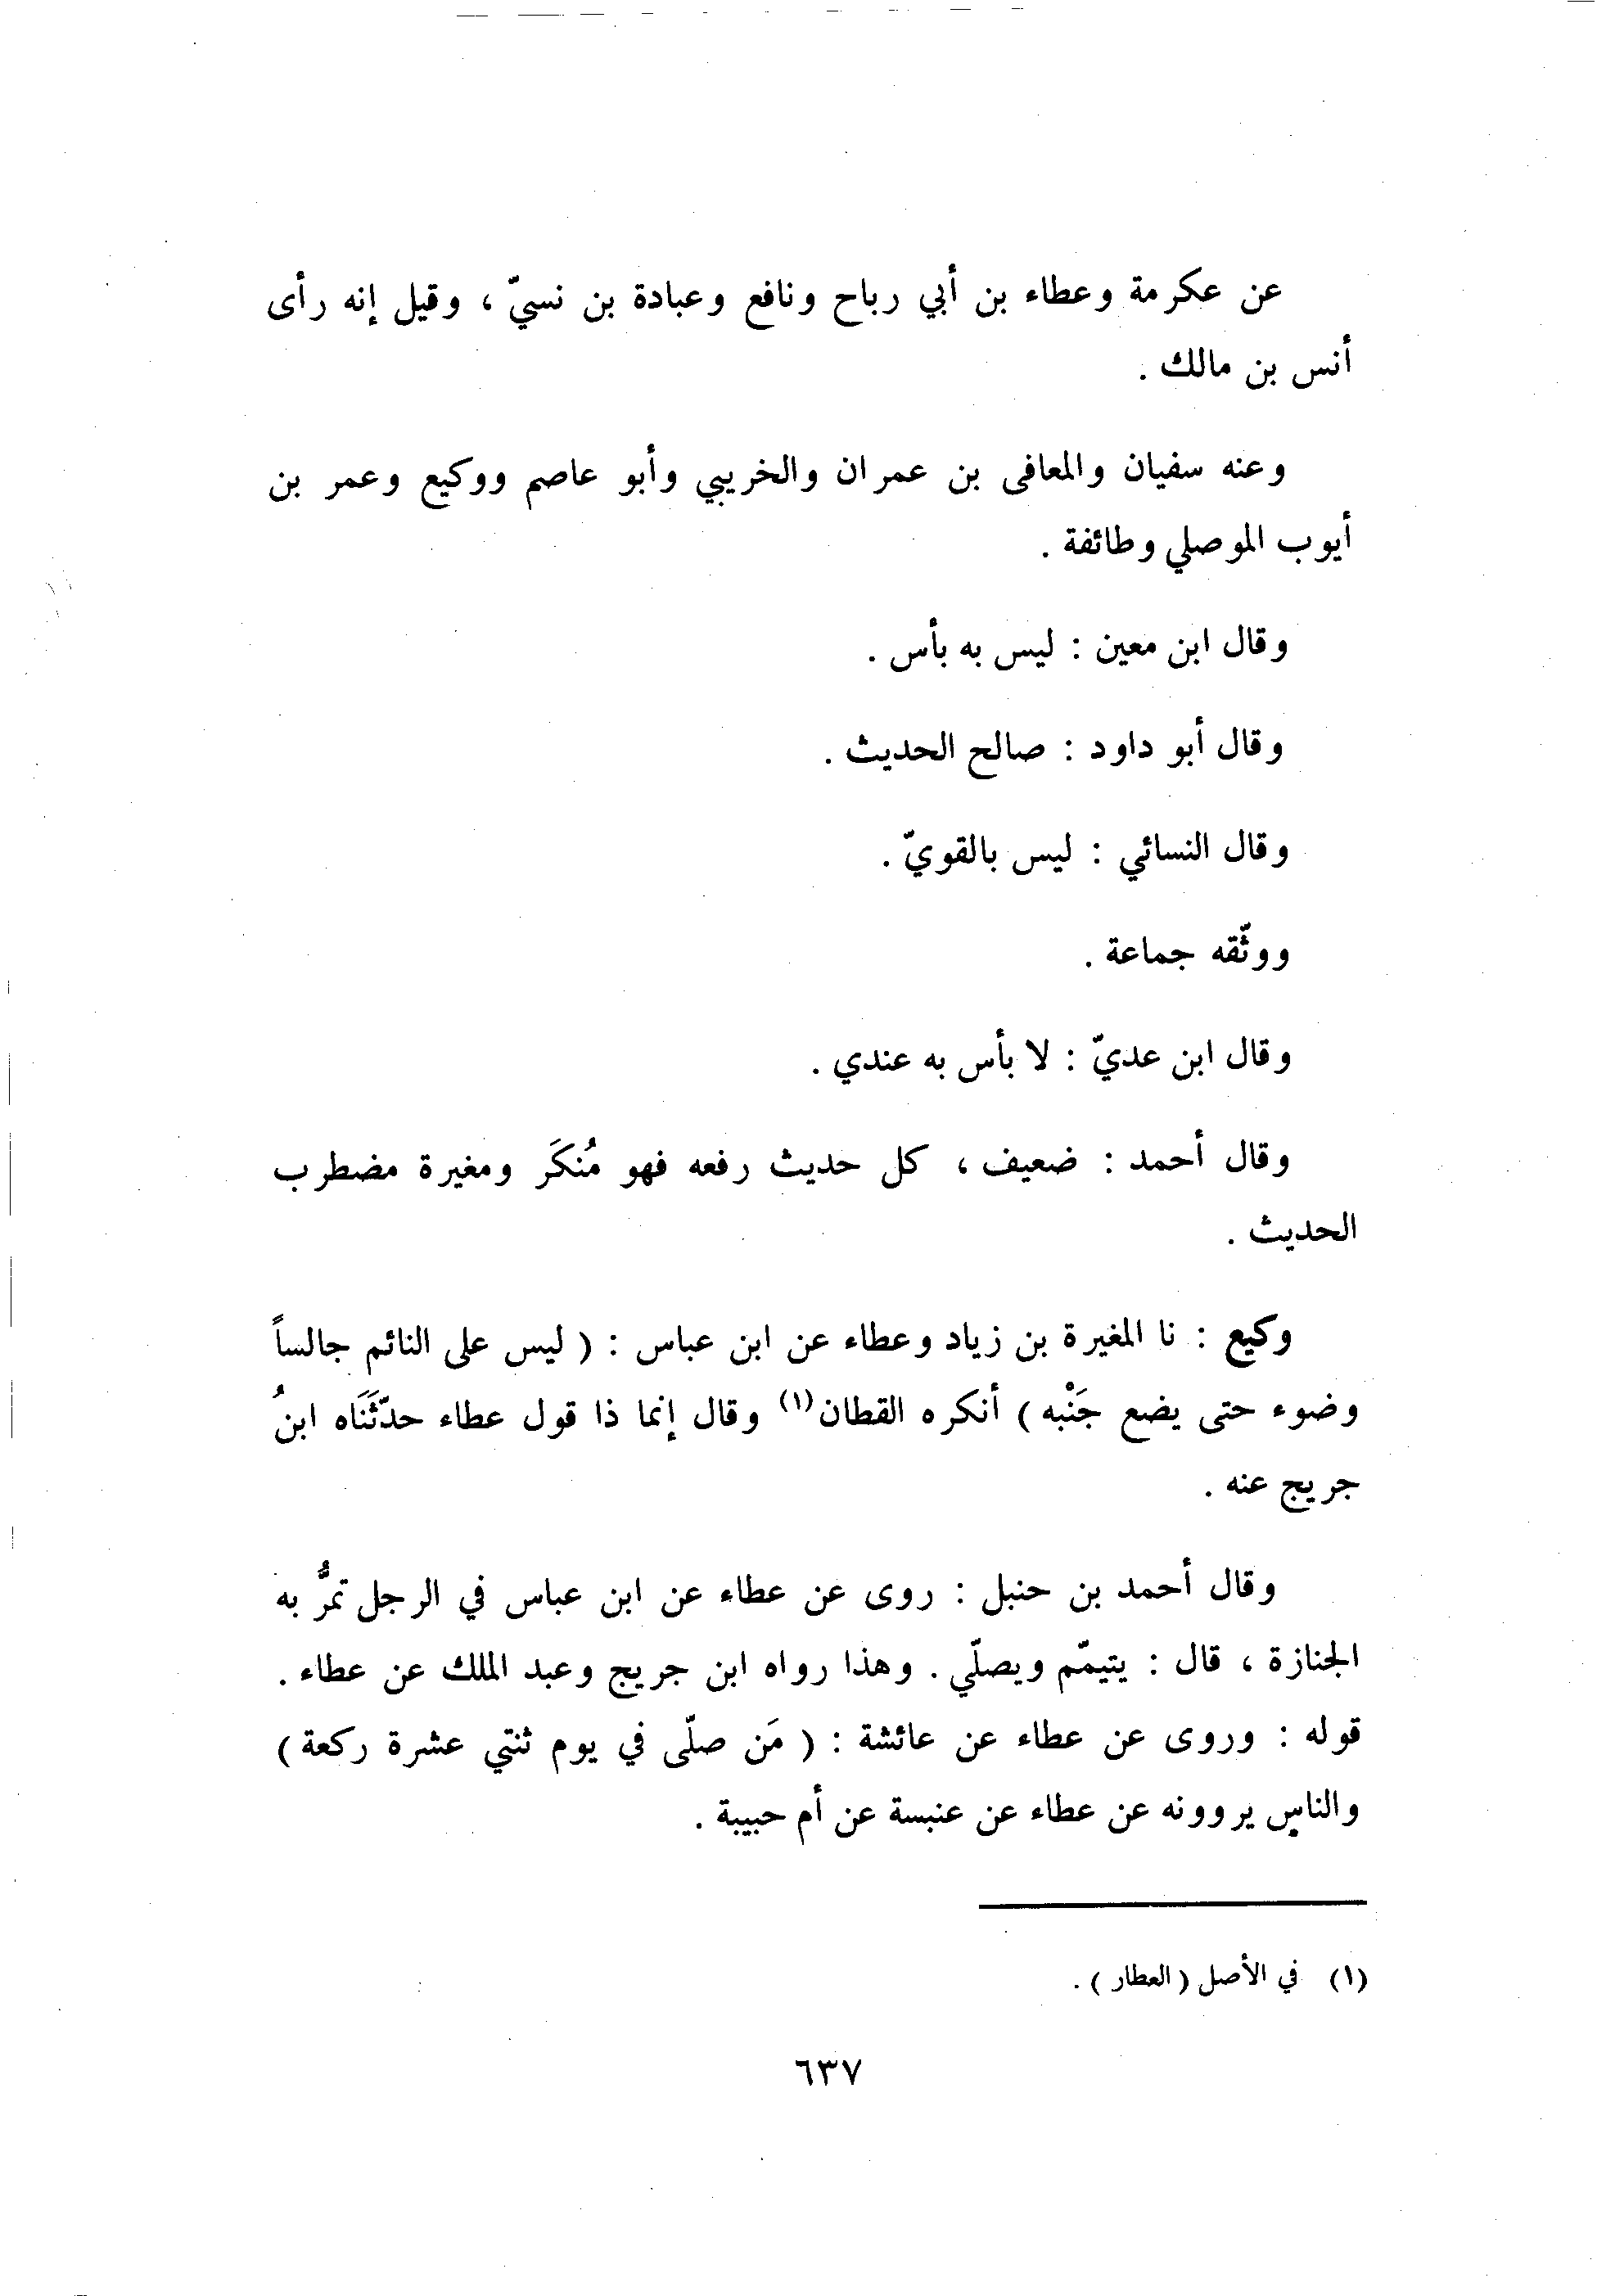 عن عكرمة وعطاء بن أبي رباح ونافع وعبادة بن نسيّ ، وقيل إنه رأى
أنس بن مالك .
وعنه سفيان والمعافى بن عمران والخريبي وأبو عاصم ووكيع وعمر بن
أيوب الموصلي وطائفة .
وقال ابن معين : ليس به بأس .
وقال أبو داود : صالح الحديث .
وقال النسائي : ليس بالقويّ .
ووثّقه جماعة .
وقال ابن عديّ : لا بأس به عندي .
وقال أحمد : ضعيف ، كل حديث رفعه فهو مُنكَر ومغيرة مضطرب
الحديث .
وكيع : نا المغيرة بن زياد وعطاء عن ابن عباس : ( ليس على النائم جالساً
وضوء حتى يضع جَنْبه ) أنكره القطان(١) وقال إنما ذا قول عطاء حدّثَنَاه ابنُ
جريج عنه .
وقال أحمد بن حنبل : روى عن عطاء عن ابن عباس في الرجل تمرُّ به
الجنازة ، قال : يتيمّم ويصلّي . وهذا رواه ابن جريج وعبد الملك عن عطاء .
قوله : وروى عن عطاء عن عائشة : ( مَن صلّى في يوم ثنتي عشرة ركعة )
والناس يروونه عن عطاء عن عنبسة عن أم حبيبة .
(١) في الأصل ( العطار ) .
٦٣٧